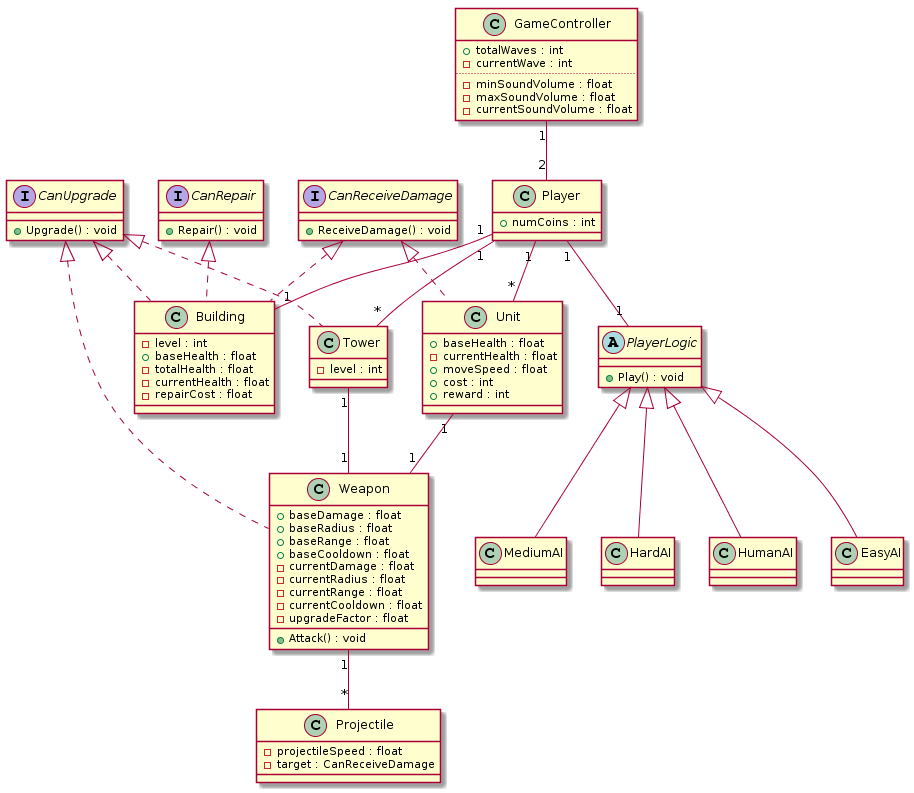 C GameController
totalWaves : int
currentWave : int
minSoundVolume : float
maxSoundVolume : float
currentSoundVolume : float
1
2
I CanUpgrade
Upgrade() : void
I CanRepair
Repair() : void
I CanReceiveDamage
ReceiveDamage() : void
C Player
numCoins : int
1
1
1
1
1
*
*
1
C Building
level : int
baseHealth : float
totalHealth : float
currentHealth : float
repairCost : float
C Tower
level : int
C Unit
baseHealth : float
currentHealth : float
moveSpeed : float
cost : int
reward : int
A PlayerLogic
Play() : void
1
1
1
1
C Weapon
baseDamage : float
baseRadius : float
baseRange : float
baseCooldown : float
currentDamage : float
currentRadius : float
currentRange : float
currentCooldown : float
upgradeFactor : float
Attack() : void
C MediumAI
C HardAI
C HumanAI
C EasyAI
1
*
C Projectile
projectileSpeed : float
target : CanReceiveDamage